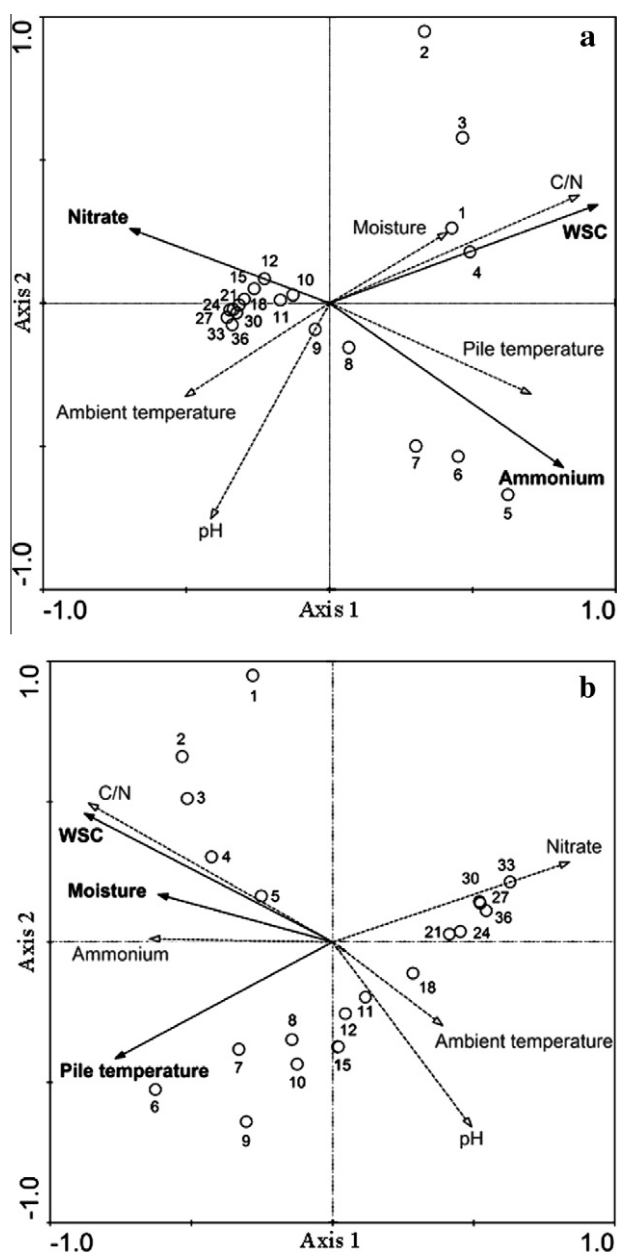 1.0
a
2
3
C/N
Moisture
1
Nitrate
WSC
4
12
15
10
Axis 2
21
24
18
11
27
30
33
36
9
8
Pile temperature
Ambient temperature
7
6
Ammonium
5
pH
-1.0
-1.0
Axis 1
1.0
1.0
b
1
2
C/N
3
WSC
4
Nitrate
30
33
Moisture
5
27
36
Axis 2
Ammonium
21
24
18
11
8
12
Ambient temperature
Pile temperature
7
10
15
6
9
pH
-1.0
-1.0
Axis 1
1.0